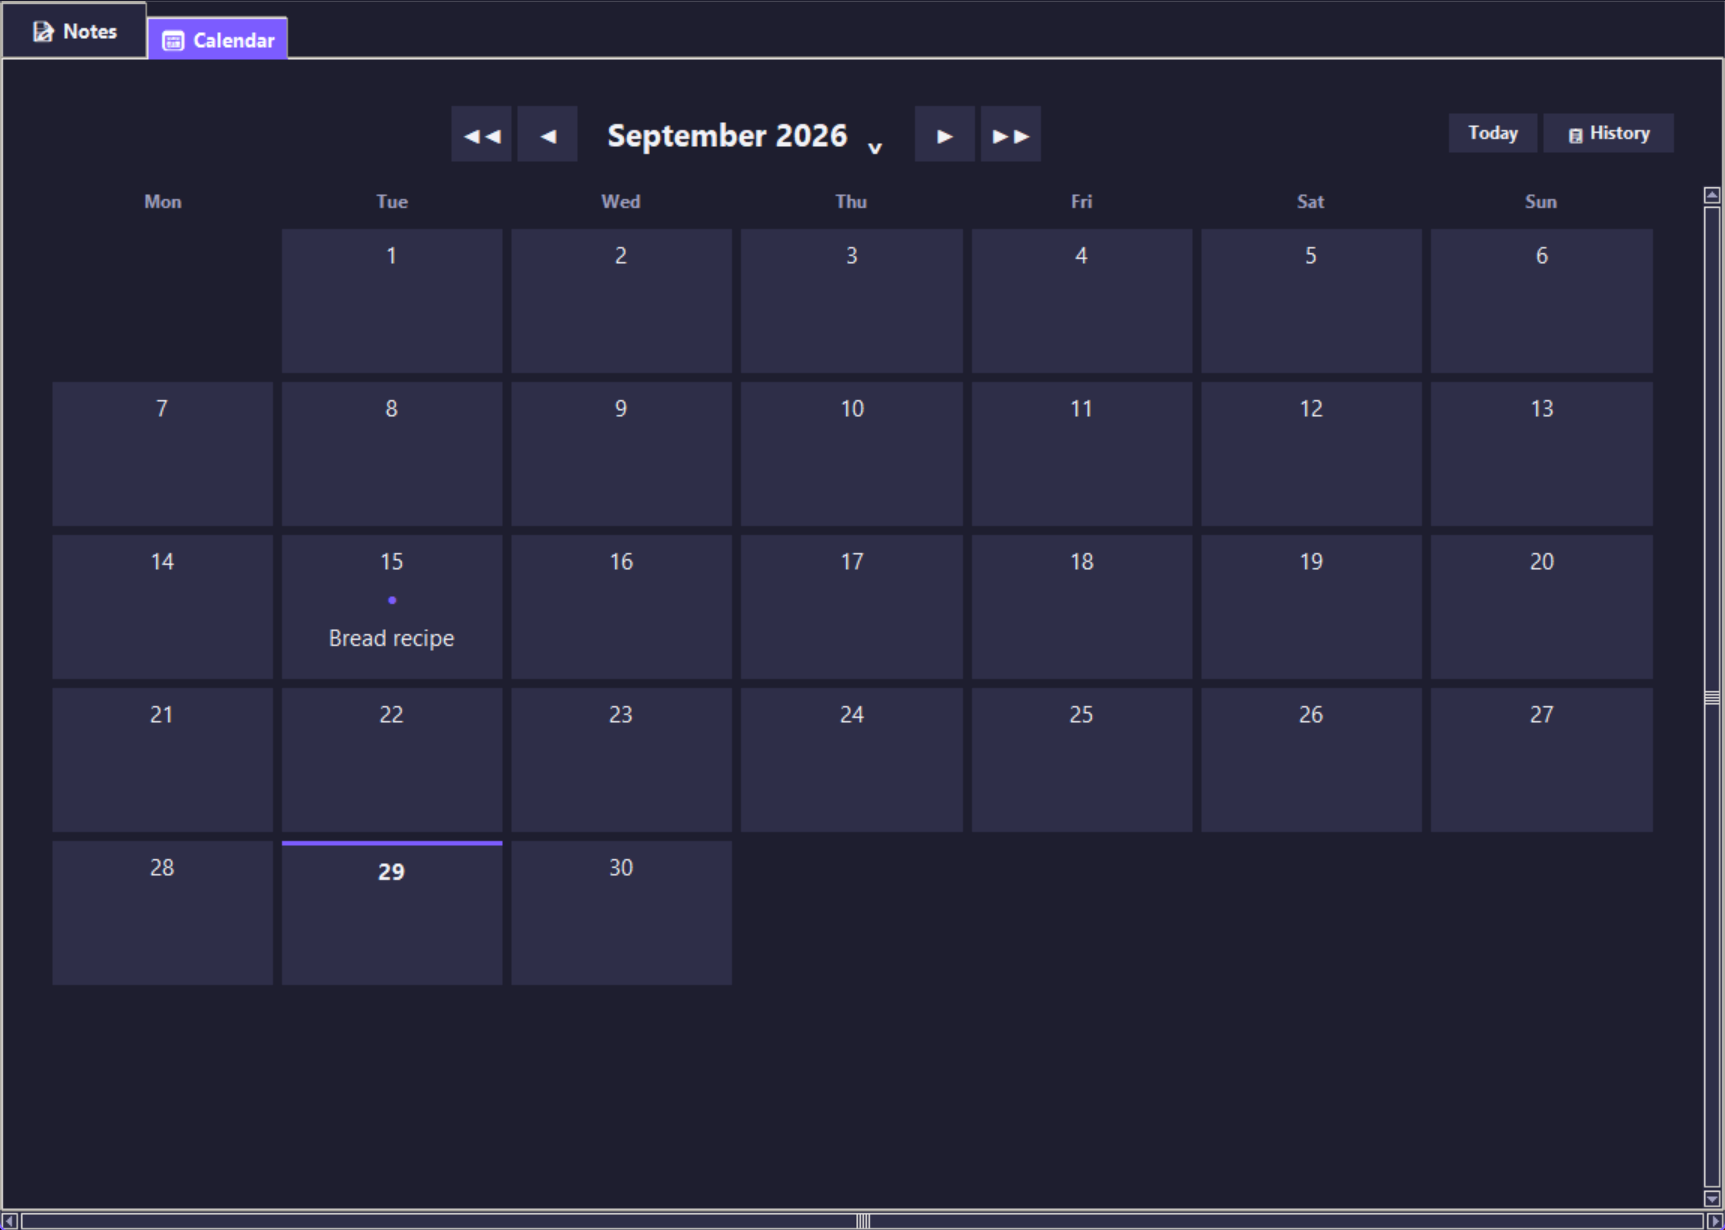 Notes
Calendar
September 2026
Today
History
Mon Tue Wed Thu Fri Sat Sun
1 2 3 4 5 6
7 8 9 10 11 12 13
14 15 16 17 18 19 20
Bread recipe
21 22 23 24 25 26 27
28 29 30